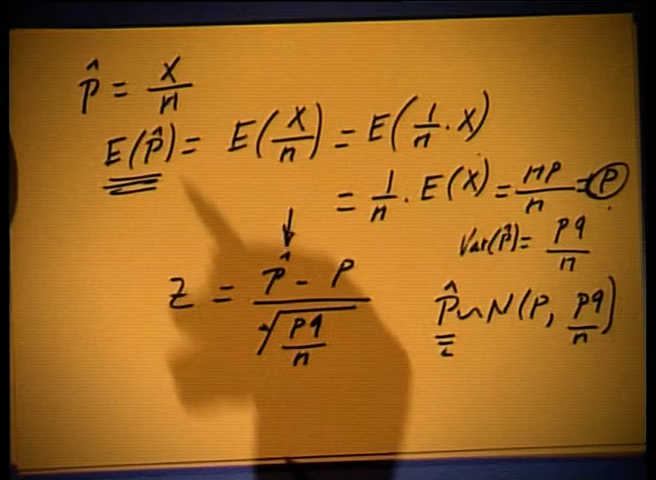 p̂ = X/n
E(p̂) = E(X/n) = E(1/n · X)
= 1/n · E(X) = np/n = p
Var(p̂) = pq/n
Z = (p̂ - p)/√(pq/n)
p̂ ~ N(p, pq/n)